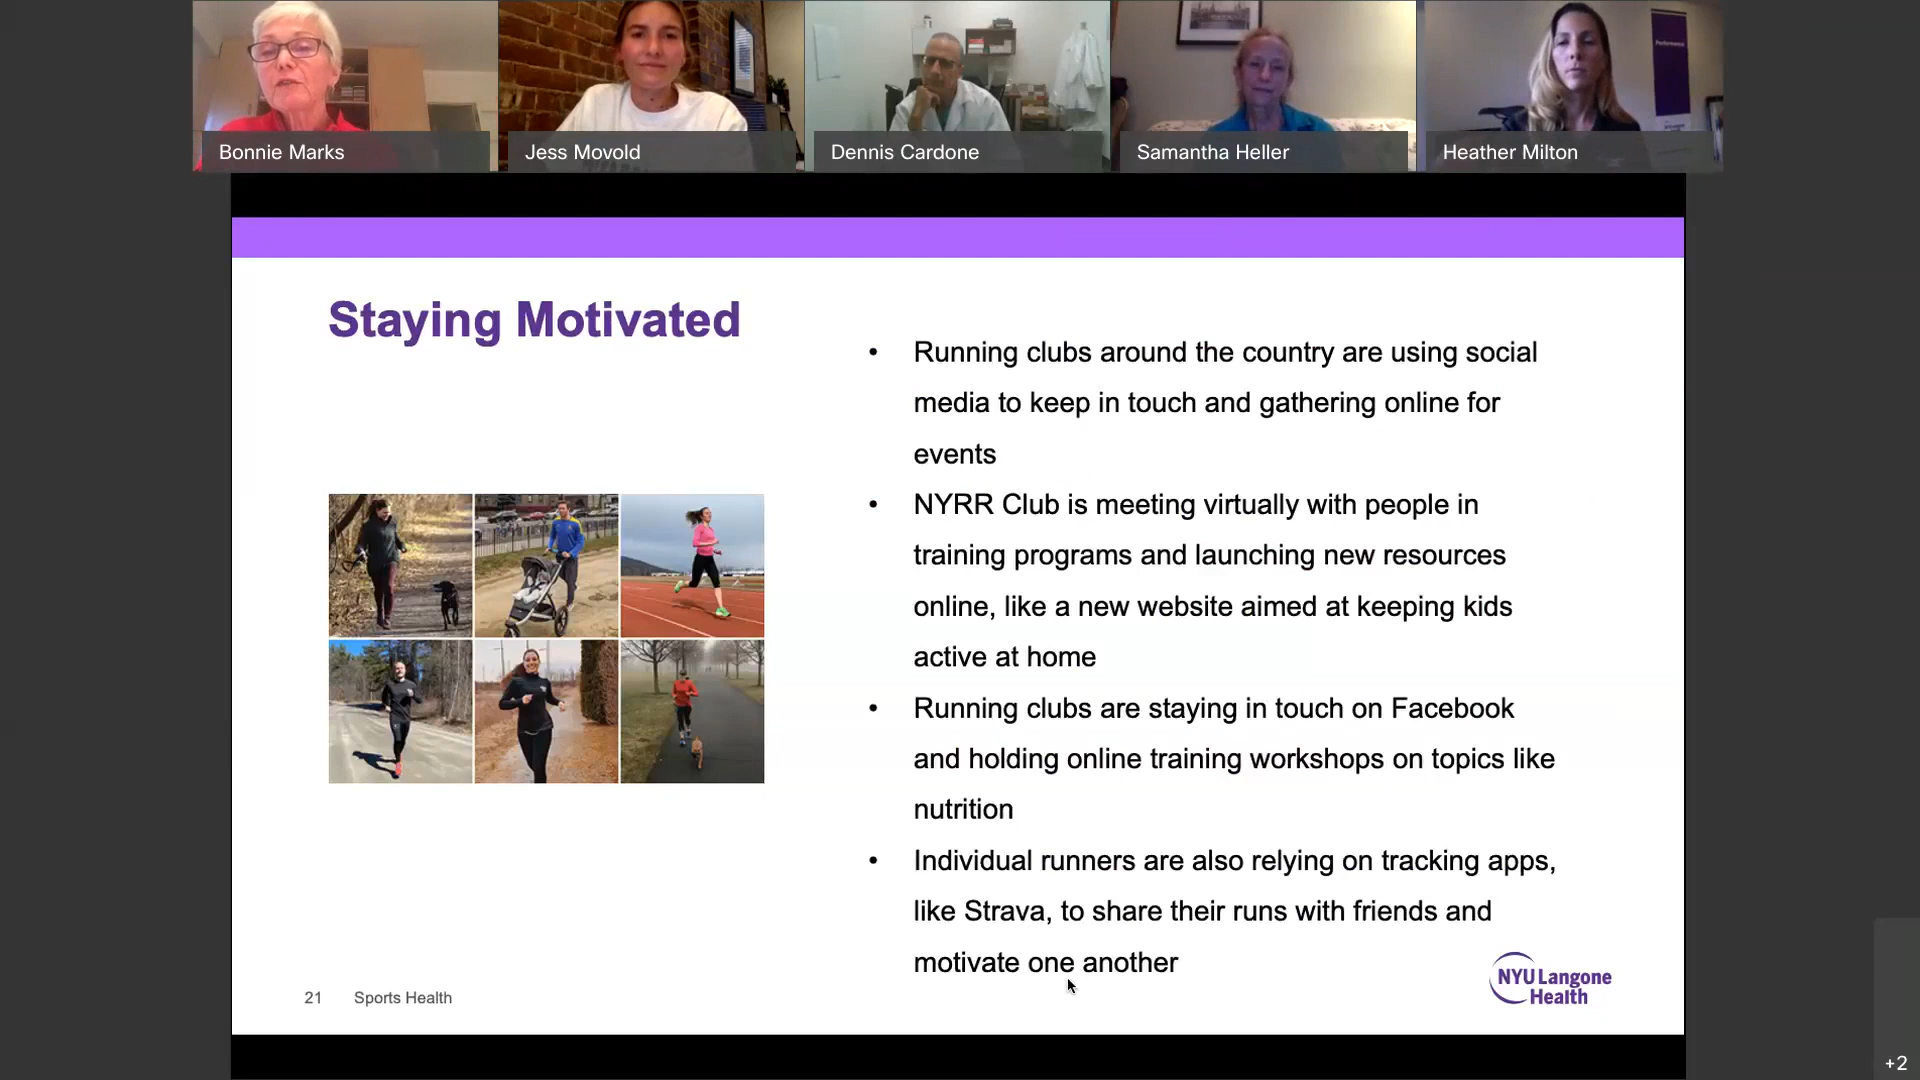 Bonnie Marks
Jess Movold
Dennis Cardone
Samantha Heller
Heather Milton
Performance
Staying Motivated
• Running clubs around the country are using social
media to keep in touch and gathering online for
events
• NYRR Club is meeting virtually with people in
training programs and launching new resources
online, like a new website aimed at keeping kids
active at home
• Running clubs are staying in touch on Facebook
and holding online training workshops on topics like
nutrition
• Individual runners are also relying on tracking apps,
like Strava, to share their runs with friends and
motivate one another
21 Sports Health
NYU Langone
Health
+2